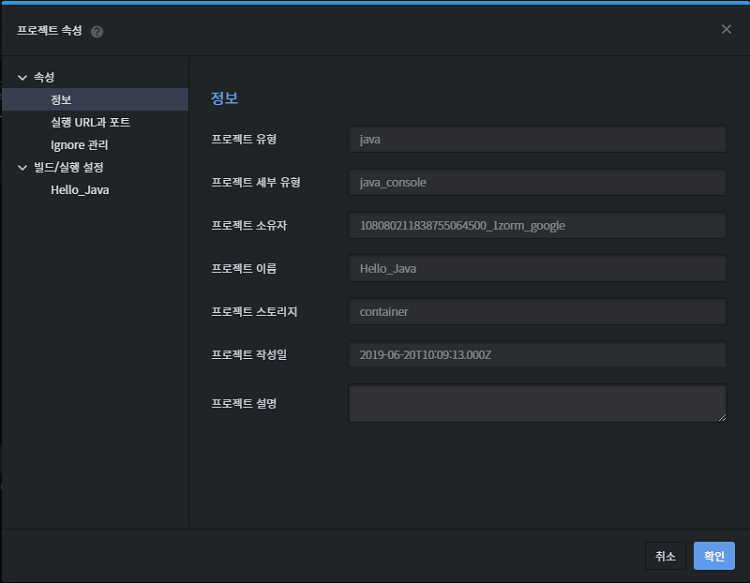 프로젝트 속성 ?
속성
정보
실행 URL과 포트
Ignore 관리
빌드/실행 설정
Hello_Java
정보
프로젝트 유형 java
프로젝트 세부 유형 java_console
프로젝트 소유자 108080211838755064500_1zorm_google
프로젝트 이름 Hello_Java
프로젝트 스토리지 container
프로젝트 작성일 2019-06-20T10:09:13.000Z
프로젝트 설명
취소 확인